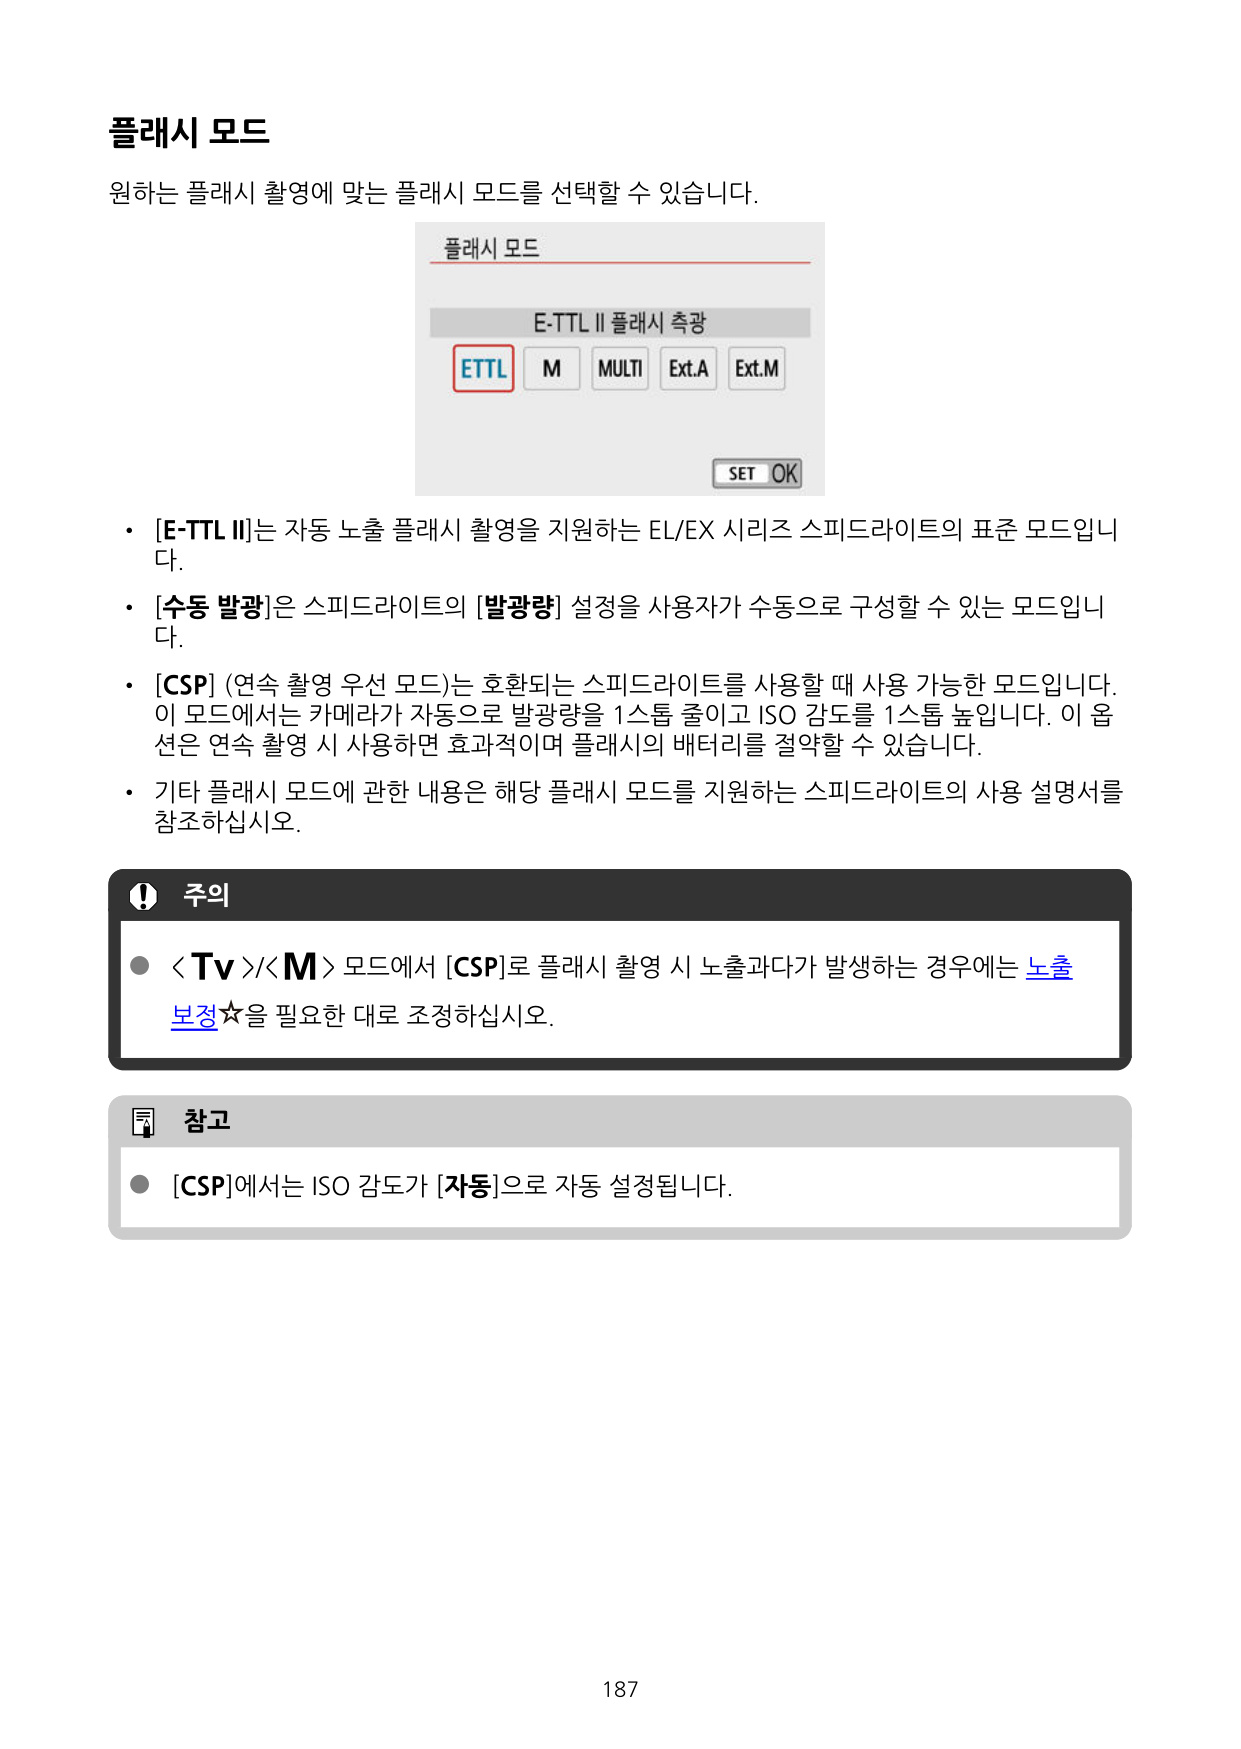 플래시 모드
원하는 플래시 촬영에 맞는 플래시 모드를 선택할 수 있습니다.
플래시 모드
E-TTL II 플래시 측광
ETTL M MULTI Ext.A Ext.M
SET OK
• [E-TTL II]는 자동 노출 플래시 촬영을 지원하는 EL/EX 시리즈 스피드라이트의 표준 모드입니
다.
• [수동 발광]은 스피드라이트의 [발광량] 설정을 사용자가 수동으로 구성할 수 있는 모드입니
다.
• [CSP] (연속 촬영 우선 모드)는 호환되는 스피드라이트를 사용할 때 사용 가능한 모드입니다.
이 모드에서는 카메라가 자동으로 발광량을 1스톱 줄이고 ISO 감도를 1스톱 높입니다. 이 옵
션은 연속 촬영 시 사용하면 효과적이며 플래시의 배터리를 절약할 수 있습니다.
• 기타 플래시 모드에 관한 내용은 해당 플래시 모드를 지원하는 스피드라이트의 사용 설명서를
참조하십시오.
주의
● <Tv>/<M> 모드에서 [CSP]로 플래시 촬영 시 노출과다가 발생하는 경우에는 노출
보정☆을 필요한 대로 조정하십시오.
참고
● [CSP]에서는 ISO 감도가 [자동]으로 자동 설정됩니다.
187